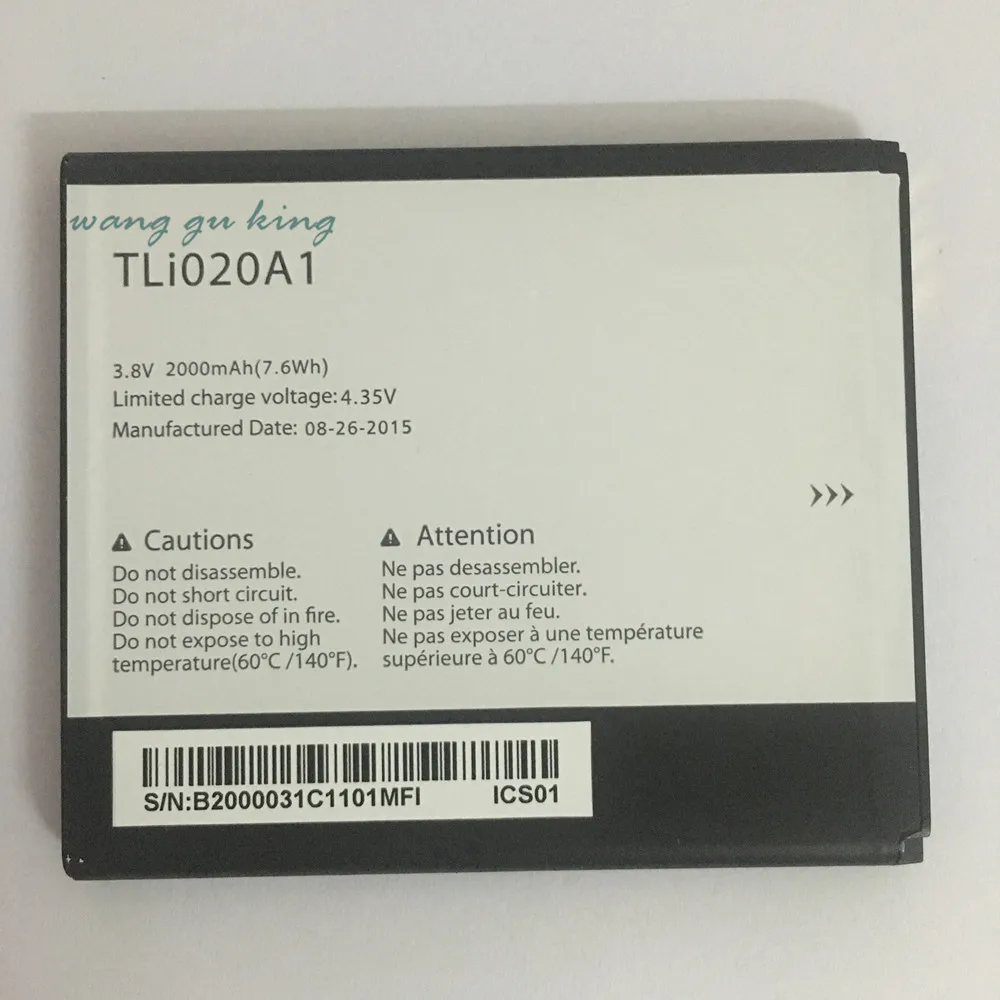 wang gu king
TLi020A1
3.8V 2000mAh(7.6Wh)
Limited charge voltage:4.35V
Manufactured Date: 08-26-2015
Cautions
Do not disassemble.
Do not short circuit.
Do not dispose of in fire.
Do not expose to high
temperature(60°C /140°F).
Attention
Ne pas desassembler.
Ne pas court-circuiter.
Ne pas jeter au feu.
Ne pas exposer à une température
supérieure à 60°C /140°F.
S/N:B2000031C1101MFI ICS01